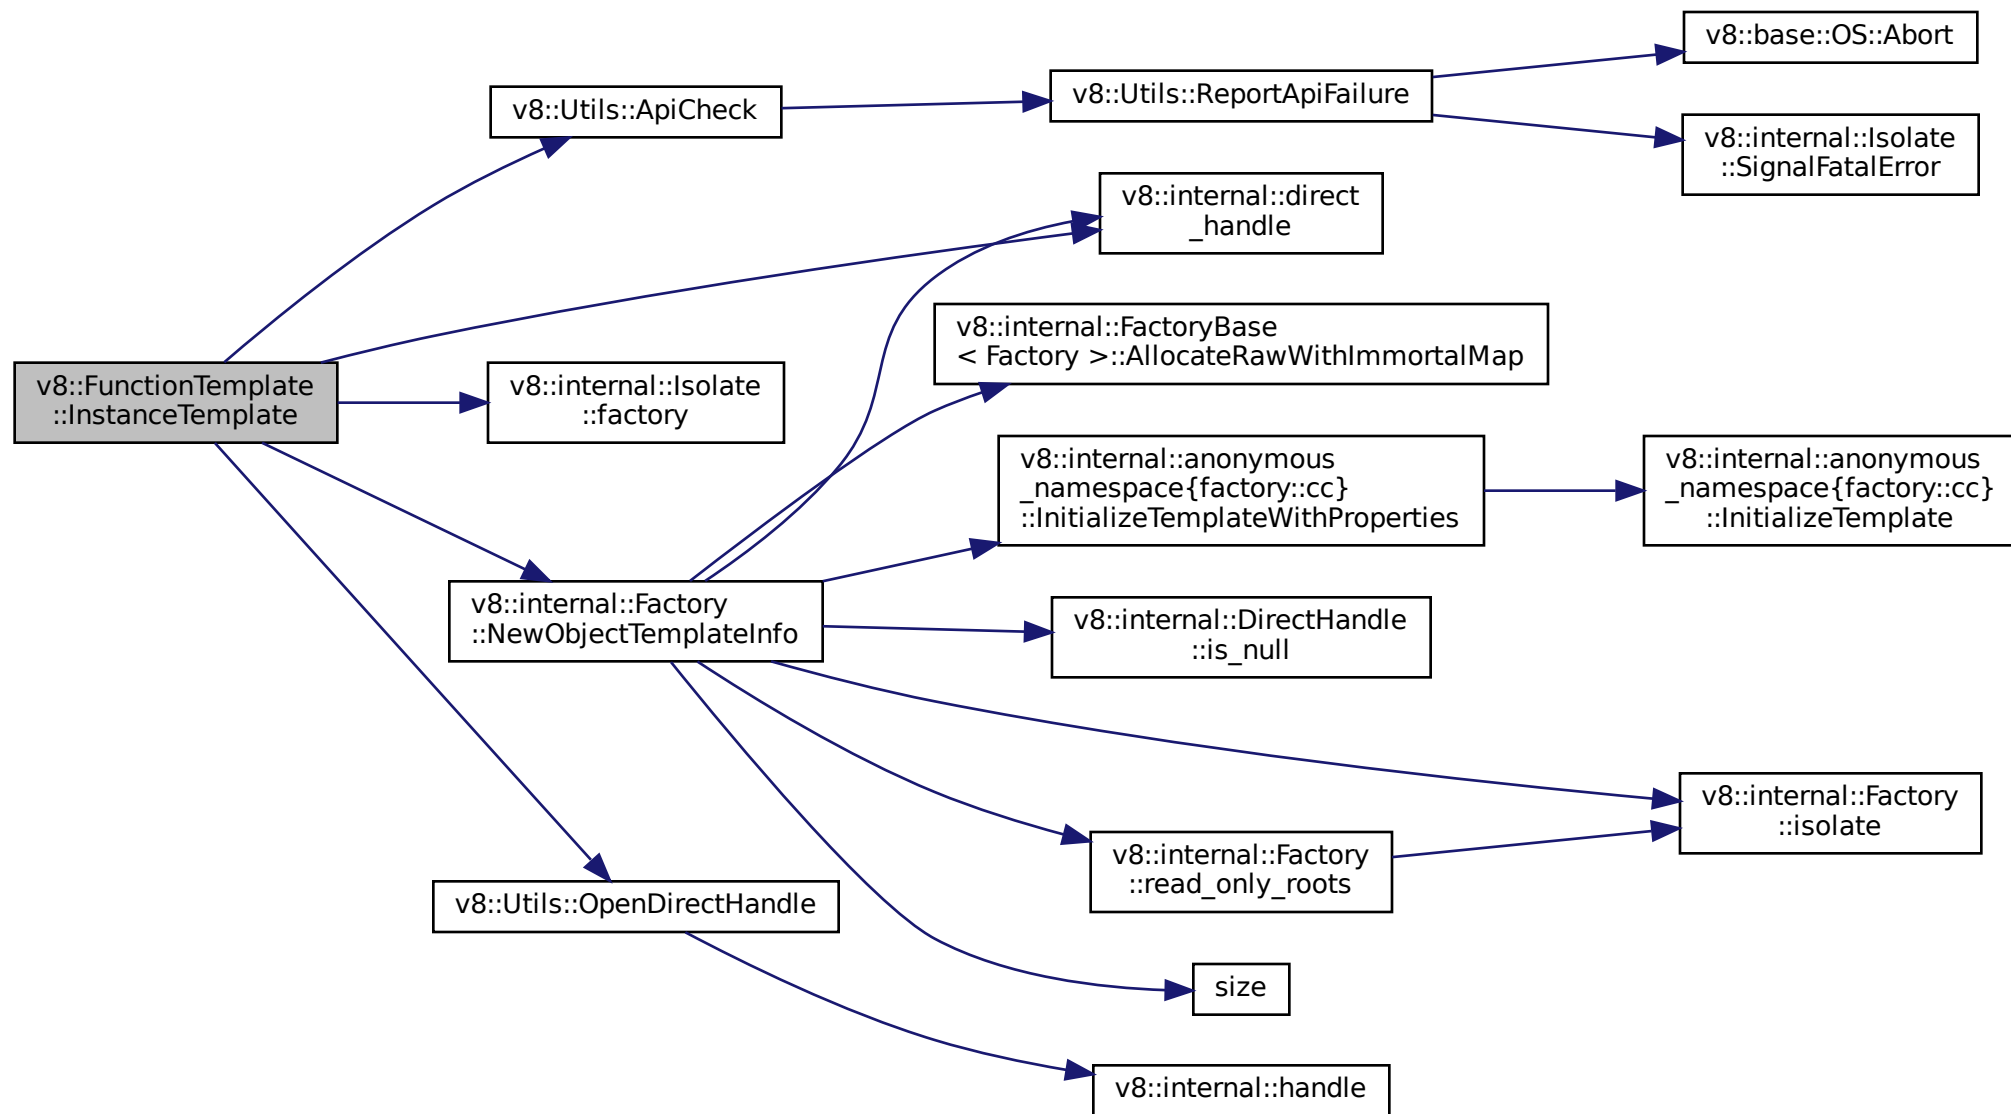 v8::base::OS::Abort
v8::Utils::ApiCheck
v8::Utils::ReportApiFailure
v8::internal::Isolate
::SignalFatalError
v8::internal::direct
_handle
v8::internal::FactoryBase
< Factory >::AllocateRawWithImmortalMap
v8::FunctionTemplate
::InstanceTemplate
v8::internal::Isolate
::factory
v8::internal::anonymous
_namespace{factory::cc}
::InitializeTemplateWithProperties
v8::internal::anonymous
_namespace{factory::cc}
::InitializeTemplate
v8::internal::Factory
::NewObjectTemplateInfo
v8::internal::DirectHandle
::is_null
v8::internal::Factory
::isolate
v8::internal::Factory
::read_only_roots
v8::Utils::OpenDirectHandle
size
v8::internal::handle